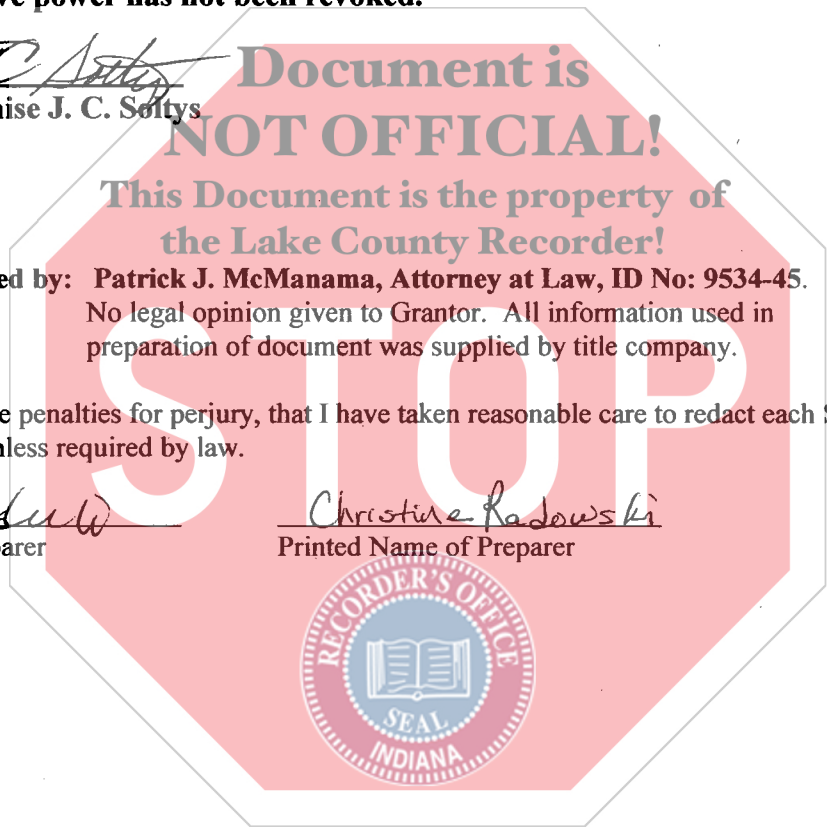 ve power has not been revoked.
C Soltys
Document is
ise J. C. Soltys
NOT OFFICIAL!
This Document is the property of
the Lake County Recorder!
ed by: Patrick J. McManama, Attorney at Law, ID No: 9534-45.
No legal opinion given to Grantor. All information used in
preparation of document was supplied by title company.
e penalties for perjury, that I have taken reasonable care to redact each S
less required by law.
STOP
Christine Radowski
arer
Printed Name of Preparer
RECORDER'S OFFICE
SEAL
INDIANA